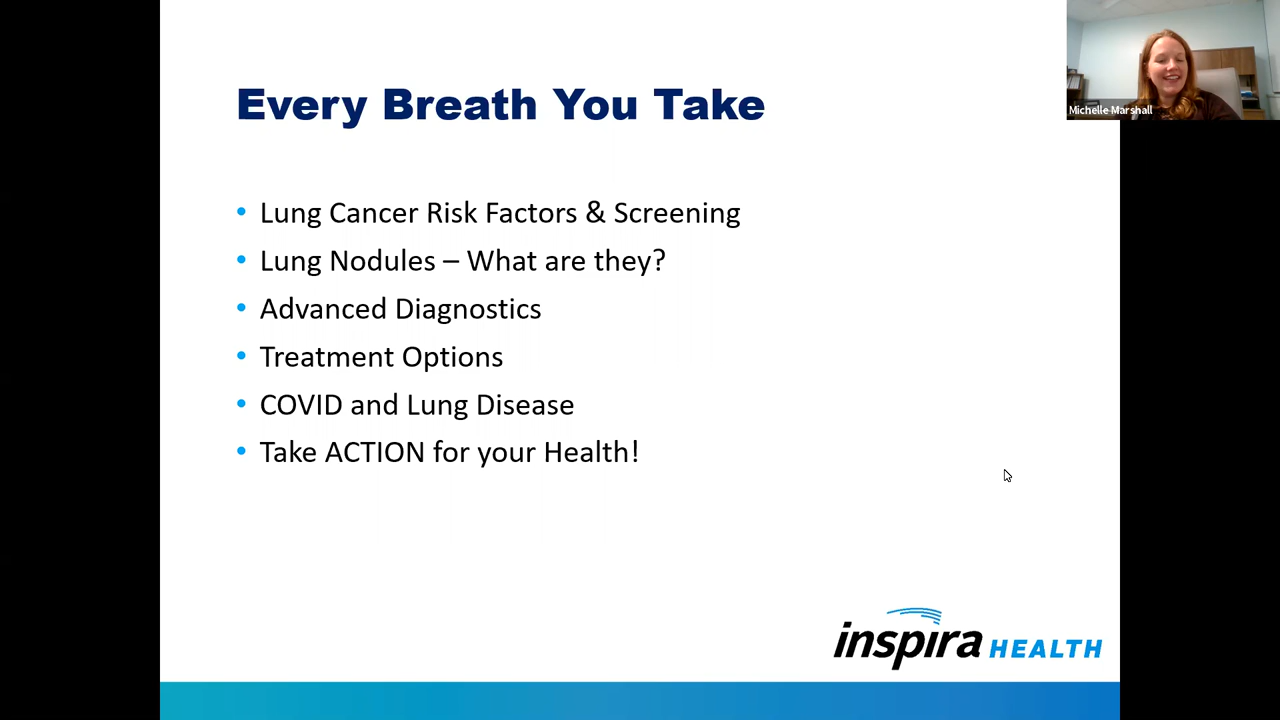 Every Breath You Take
Michelle Marshall
• Lung Cancer Risk Factors & Screening
• Lung Nodules – What are they?
• Advanced Diagnostics
• Treatment Options
• COVID and Lung Disease
• Take ACTION for your Health!
inspira HEALTH